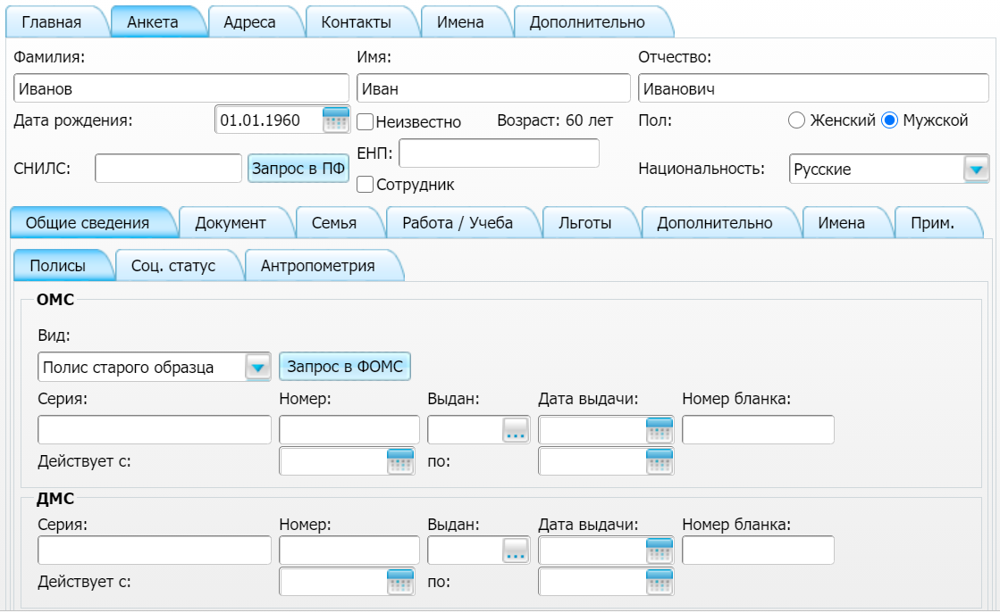 Главная Анкета Адреса Контакты Имена Дополнительно
Фамилия: Имя: Отчество:
Иванов Иван Иванович
Дата рождения: 01.01.1960 Неизвестно Возраст: 60 лет Пол: Женский Мужской
СНИЛС: Запрос в ПФ ЕНП: Национальность: Русские
Сотрудник
Общие сведения Документ Семья Работа / Учеба Льготы Дополнительно Имена Прим.
Полисы Соц. статус Антропометрия
ОМС
Вид:
Полис старого образца Запрос в ФОМС
Серия: Номер: Выдан: Дата выдачи: Номер бланка:
...
Действует с: по:
ДМС
Серия: Номер: Выдан: Дата выдачи: Номер бланка:
...
Действует с: по: